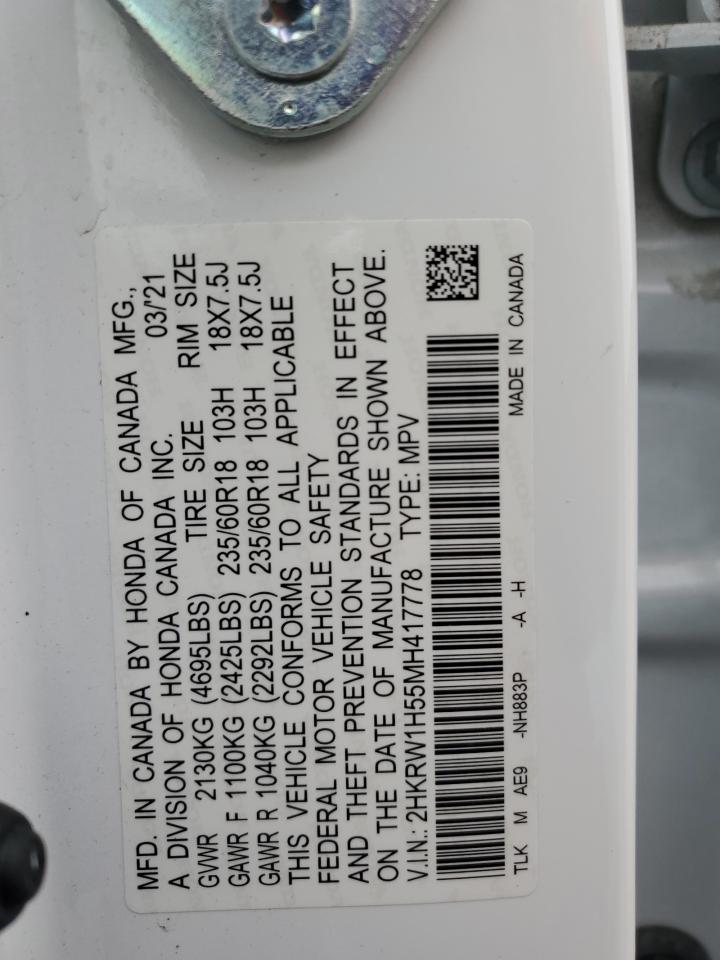 MFD. IN CANADA BY HONDA OF CANADA MFG.,
A DIVISION OF HONDA CANADA INC. 03/'21
GVWR 2130KG (4695LBS) TIRE SIZE RIM SIZE
GAWR F 1100KG (2425LBS) 235/60R18 103H 18X7.5J
GAWR R 1040KG (2292LBS) 235/60R18 103H 18X7.5J
THIS VEHICLE CONFORMS TO ALL APPLICABLE
FEDERAL MOTOR VEHICLE SAFETY
AND THEFT PREVENTION STANDARDS IN EFFECT
ON THE DATE OF MANUFACTURE SHOWN ABOVE.
V.I.N.: 2HKRW1H55MH417778 TYPE: MPV
TLK M AE9 -NH883P -A -H MADE IN CANADA